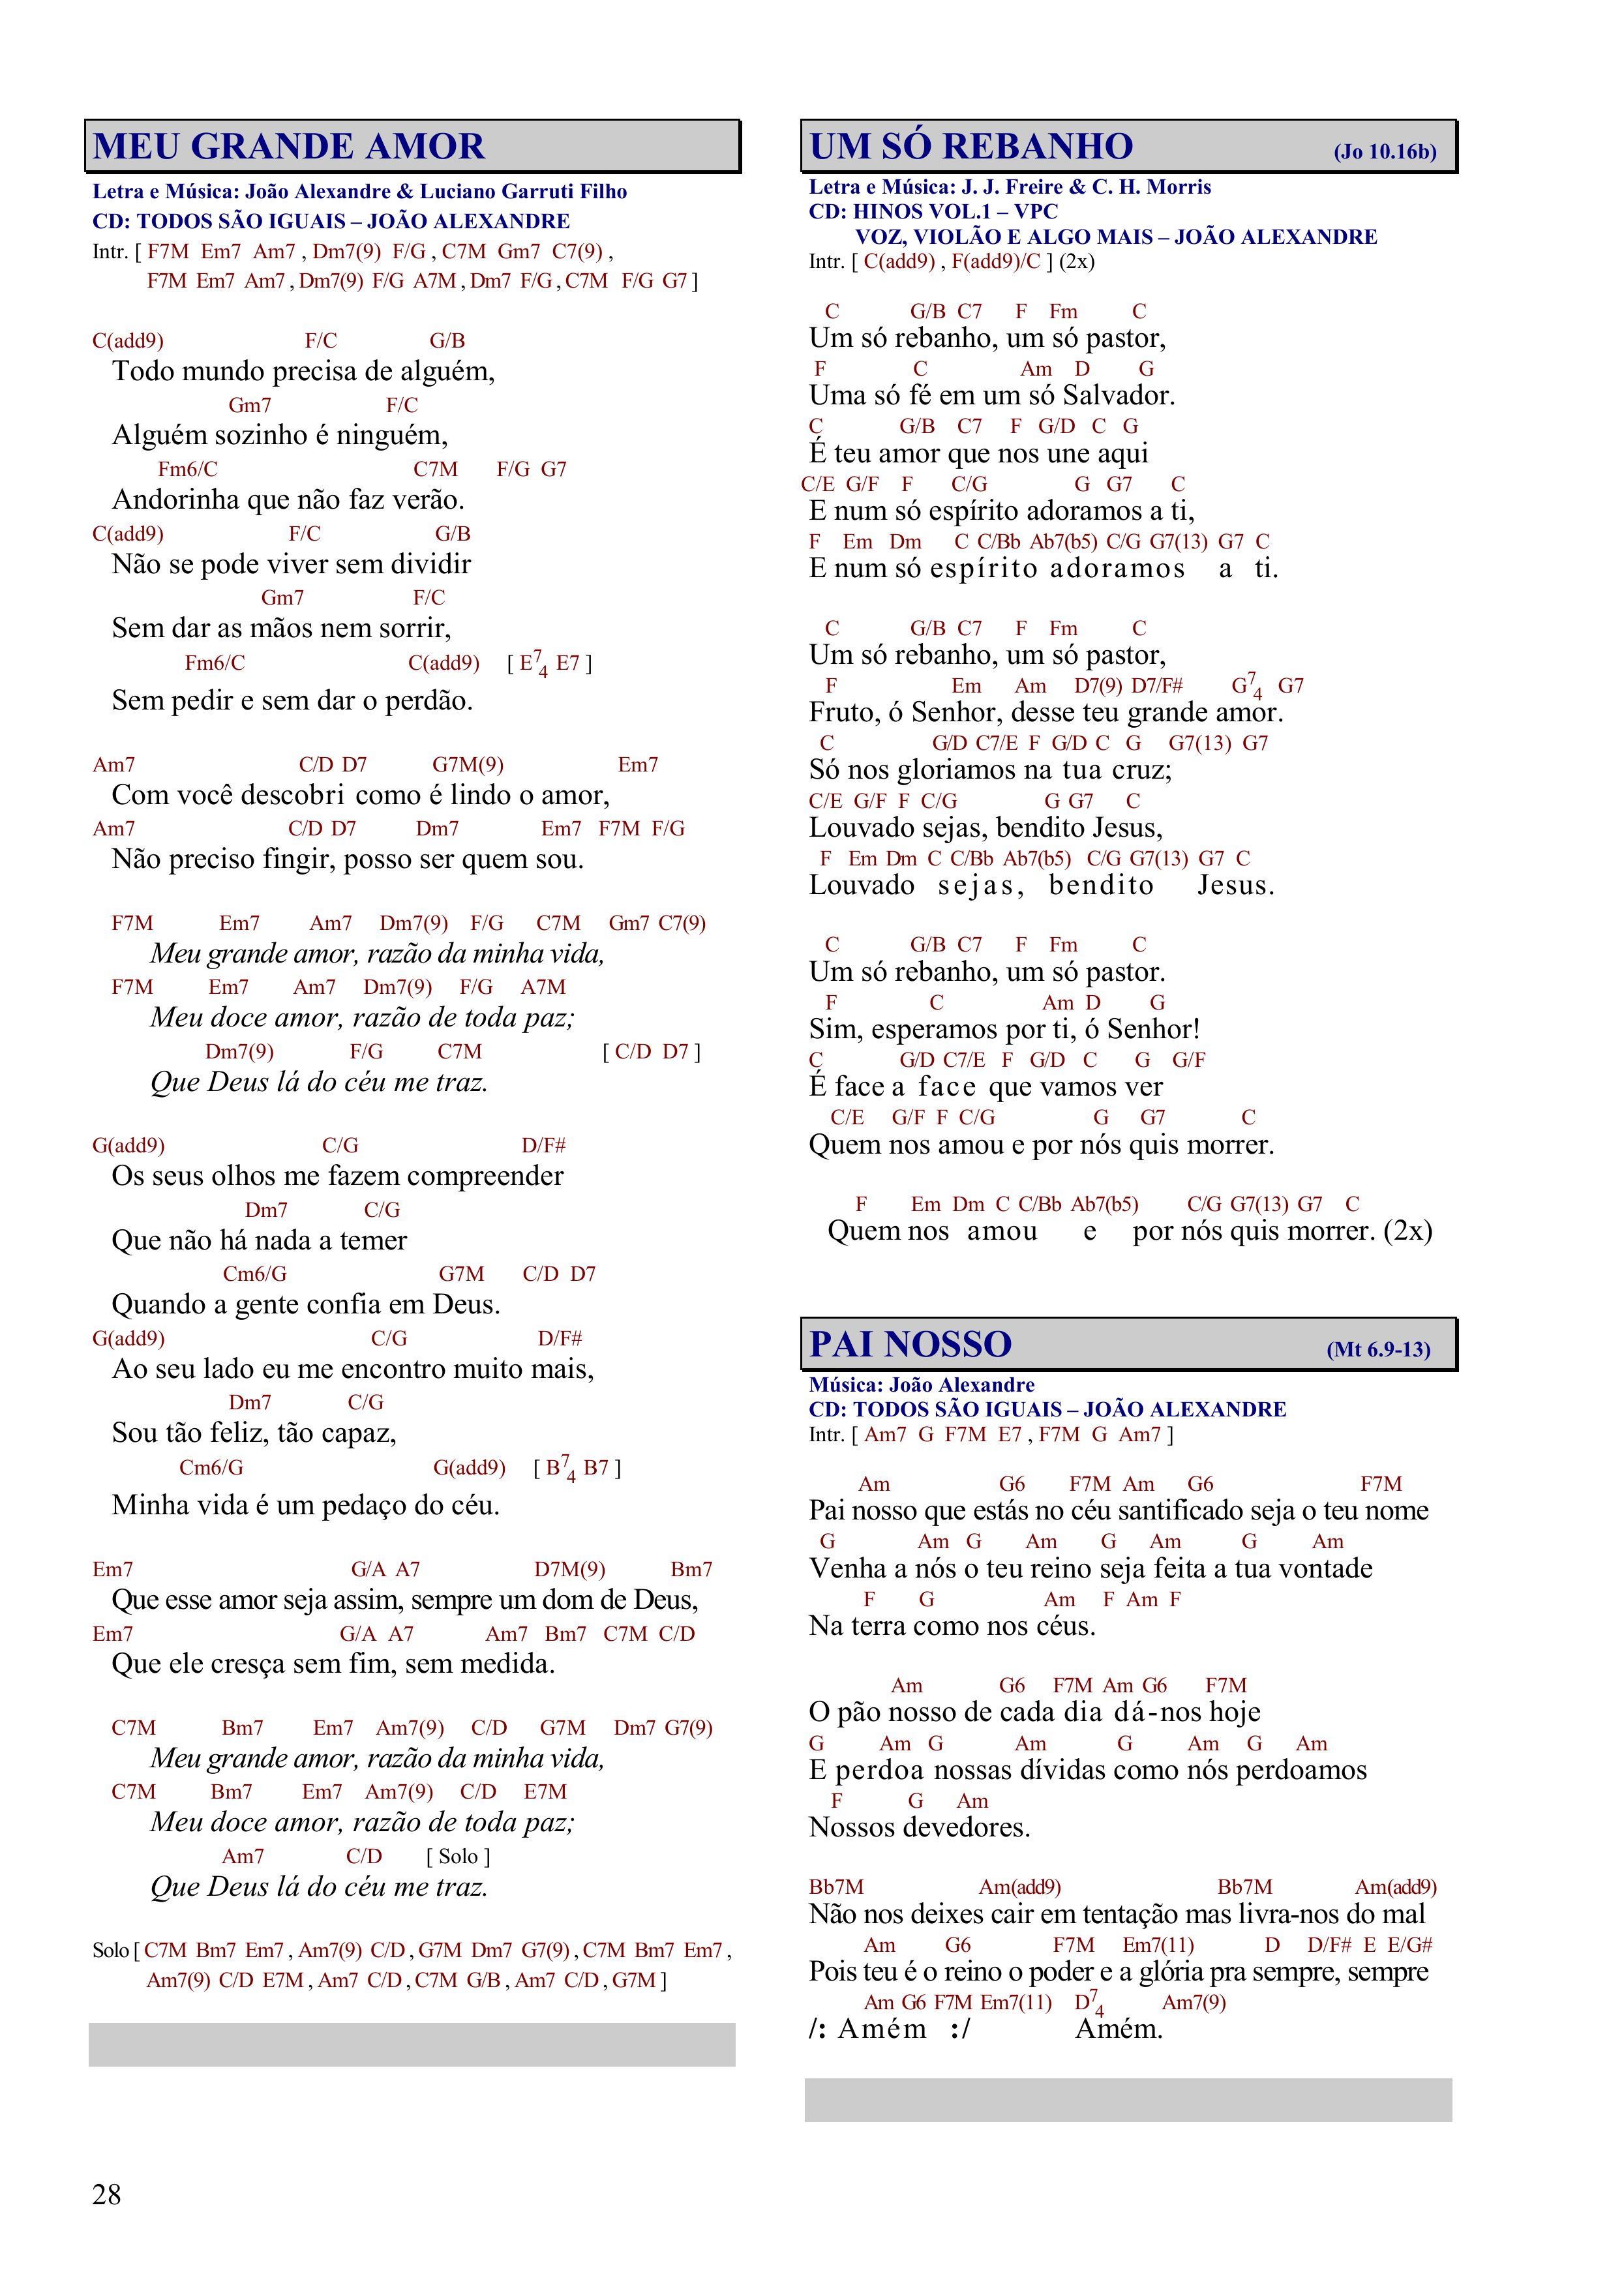 MEU GRANDE AMOR
Letra e Música: João Alexandre & Luciano Garruti Filho
CD: TODOS SÃO IGUAIS – JOÃO ALEXANDRE
Intr. [ F7M Em7 Am7 , Dm7(9) F/G , C7M Gm7 C7(9) ,
F7M Em7 Am7 , Dm7(9) F/G A7M , Dm7 F/G , C7M F/G G7 ]
C(add9) F/C G/B
Todo mundo precisa de alguém,
Gm7 F/C
Alguém sozinho é ninguém,
Fm6/C C7M F/G G7
Andorinha que não faz verão.
C(add9) F/C G/B
Não se pode viver sem dividir
Gm7 F/C
Sem dar as mãos nem sorrir,
Fm6/C C(add9) [ E74 E7 ]
Sem pedir e sem dar o perdão.
Am7 C/D D7 G7M(9) Em7
Com você descobri como é lindo o amor,
Am7 C/D D7 Dm7 Em7 F7M F/G
Não preciso fingir, posso ser quem sou.
F7M Em7 Am7 Dm7(9) F/G C7M Gm7 C7(9)
Meu grande amor, razão da minha vida,
F7M Em7 Am7 Dm7(9) F/G A7M
Meu doce amor, razão de toda paz;
Dm7(9) F/G C7M [ C/D D7 ]
Que Deus lá do céu me traz.
G(add9) C/G D/F#
Os seus olhos me fazem compreender
Dm7 C/G
Que não há nada a temer
Cm6/G G7M C/D D7
Quando a gente confia em Deus.
G(add9) C/G D/F#
Ao seu lado eu me encontro muito mais,
Dm7 C/G
Sou tão feliz, tão capaz,
Cm6/G G(add9) [ B74 B7 ]
Minha vida é um pedaço do céu.
Em7 G/A A7 D7M(9) Bm7
Que esse amor seja assim, sempre um dom de Deus,
Em7 G/A A7 Am7 Bm7 C7M C/D
Que ele cresça sem fim, sem medida.
C7M Bm7 Em7 Am7(9) C/D G7M Dm7 G7(9)
Meu grande amor, razão da minha vida,
C7M Bm7 Em7 Am7(9) C/D E7M
Meu doce amor, razão de toda paz;
Am7 C/D [ Solo ]
Que Deus lá do céu me traz.
Solo [ C7M Bm7 Em7 , Am7(9) C/D , G7M Dm7 G7(9) , C7M Bm7 Em7 ,
Am7(9) C/D E7M , Am7 C/D , C7M G/B , Am7 C/D , G7M ]
UM SÓ REBANHO (Jo 10.16b)
Letra e Música: J. J. Freire & C. H. Morris
CD: HINOS VOL.1 – VPC
VOZ, VIOLÃO E ALGO MAIS – JOÃO ALEXANDRE
Intr. [ C(add9) , F(add9)/C ] (2x)
C G/B C7 F Fm C
Um só rebanho, um só pastor,
F C Am D G
Uma só fé em um só Salvador.
C G/B C7 F G/D C G
É teu amor que nos une aqui
C/E G/F F C/G G G7 C
E num só espírito adoramos a ti,
F Em Dm C C/Bb Ab7(b5) C/G G7(13) G7 C
E num só espírito adoramos a ti.
C G/B C7 F Fm C
Um só rebanho, um só pastor,
F Em Am D7(9) D7/F# G74 G7
Fruto, ó Senhor, desse teu grande amor.
C G/D C7/E F G/D C G G7(13) G7
Só nos gloriamos na tua cruz;
C/E G/F F C/G G G7 C
Louvado sejas, bendito Jesus,
F Em Dm C C/Bb Ab7(b5) C/G G7(13) G7 C
Louvado sejas, bendito Jesus.
C G/B C7 F Fm C
Um só rebanho, um só pastor.
F C Am D G
Sim, esperamos por ti, ó Senhor!
C G/D C7/E F G/D C G G/F
É face a face que vamos ver
C/E G/F F C/G G G7 C
Quem nos amou e por nós quis morrer.
F Em Dm C C/Bb Ab7(b5) C/G G7(13) G7 C
Quem nos amou e por nós quis morrer. (2x)
PAI NOSSO (Mt 6.9-13)
Música: João Alexandre
CD: TODOS SÃO IGUAIS – JOÃO ALEXANDRE
Intr. [ Am7 G F7M E7 , F7M G Am7 ]
Am G6 F7M Am G6 F7M
Pai nosso que estás no céu santificado seja o teu nome
G Am G Am G Am G Am
Venha a nós o teu reino seja feita a tua vontade
F G Am F Am F
Na terra como nos céus.
Am G6 F7M Am G6 F7M
O pão nosso de cada dia dá-nos hoje
G Am G Am G Am G Am
E perdoa nossas dívidas como nós perdoamos
F G Am
Nossos devedores.
Bb7M Am(add9) Bb7M Am(add9)
Não nos deixes cair em tentação mas livra-nos do mal
Am G6 F7M Em7(11) D D/F# E E/G#
Pois teu é o reino o poder e a glória pra sempre, sempre
Am G6 F7M Em7(11) D74 Am7(9)
/: Amém :/ Amém.
28